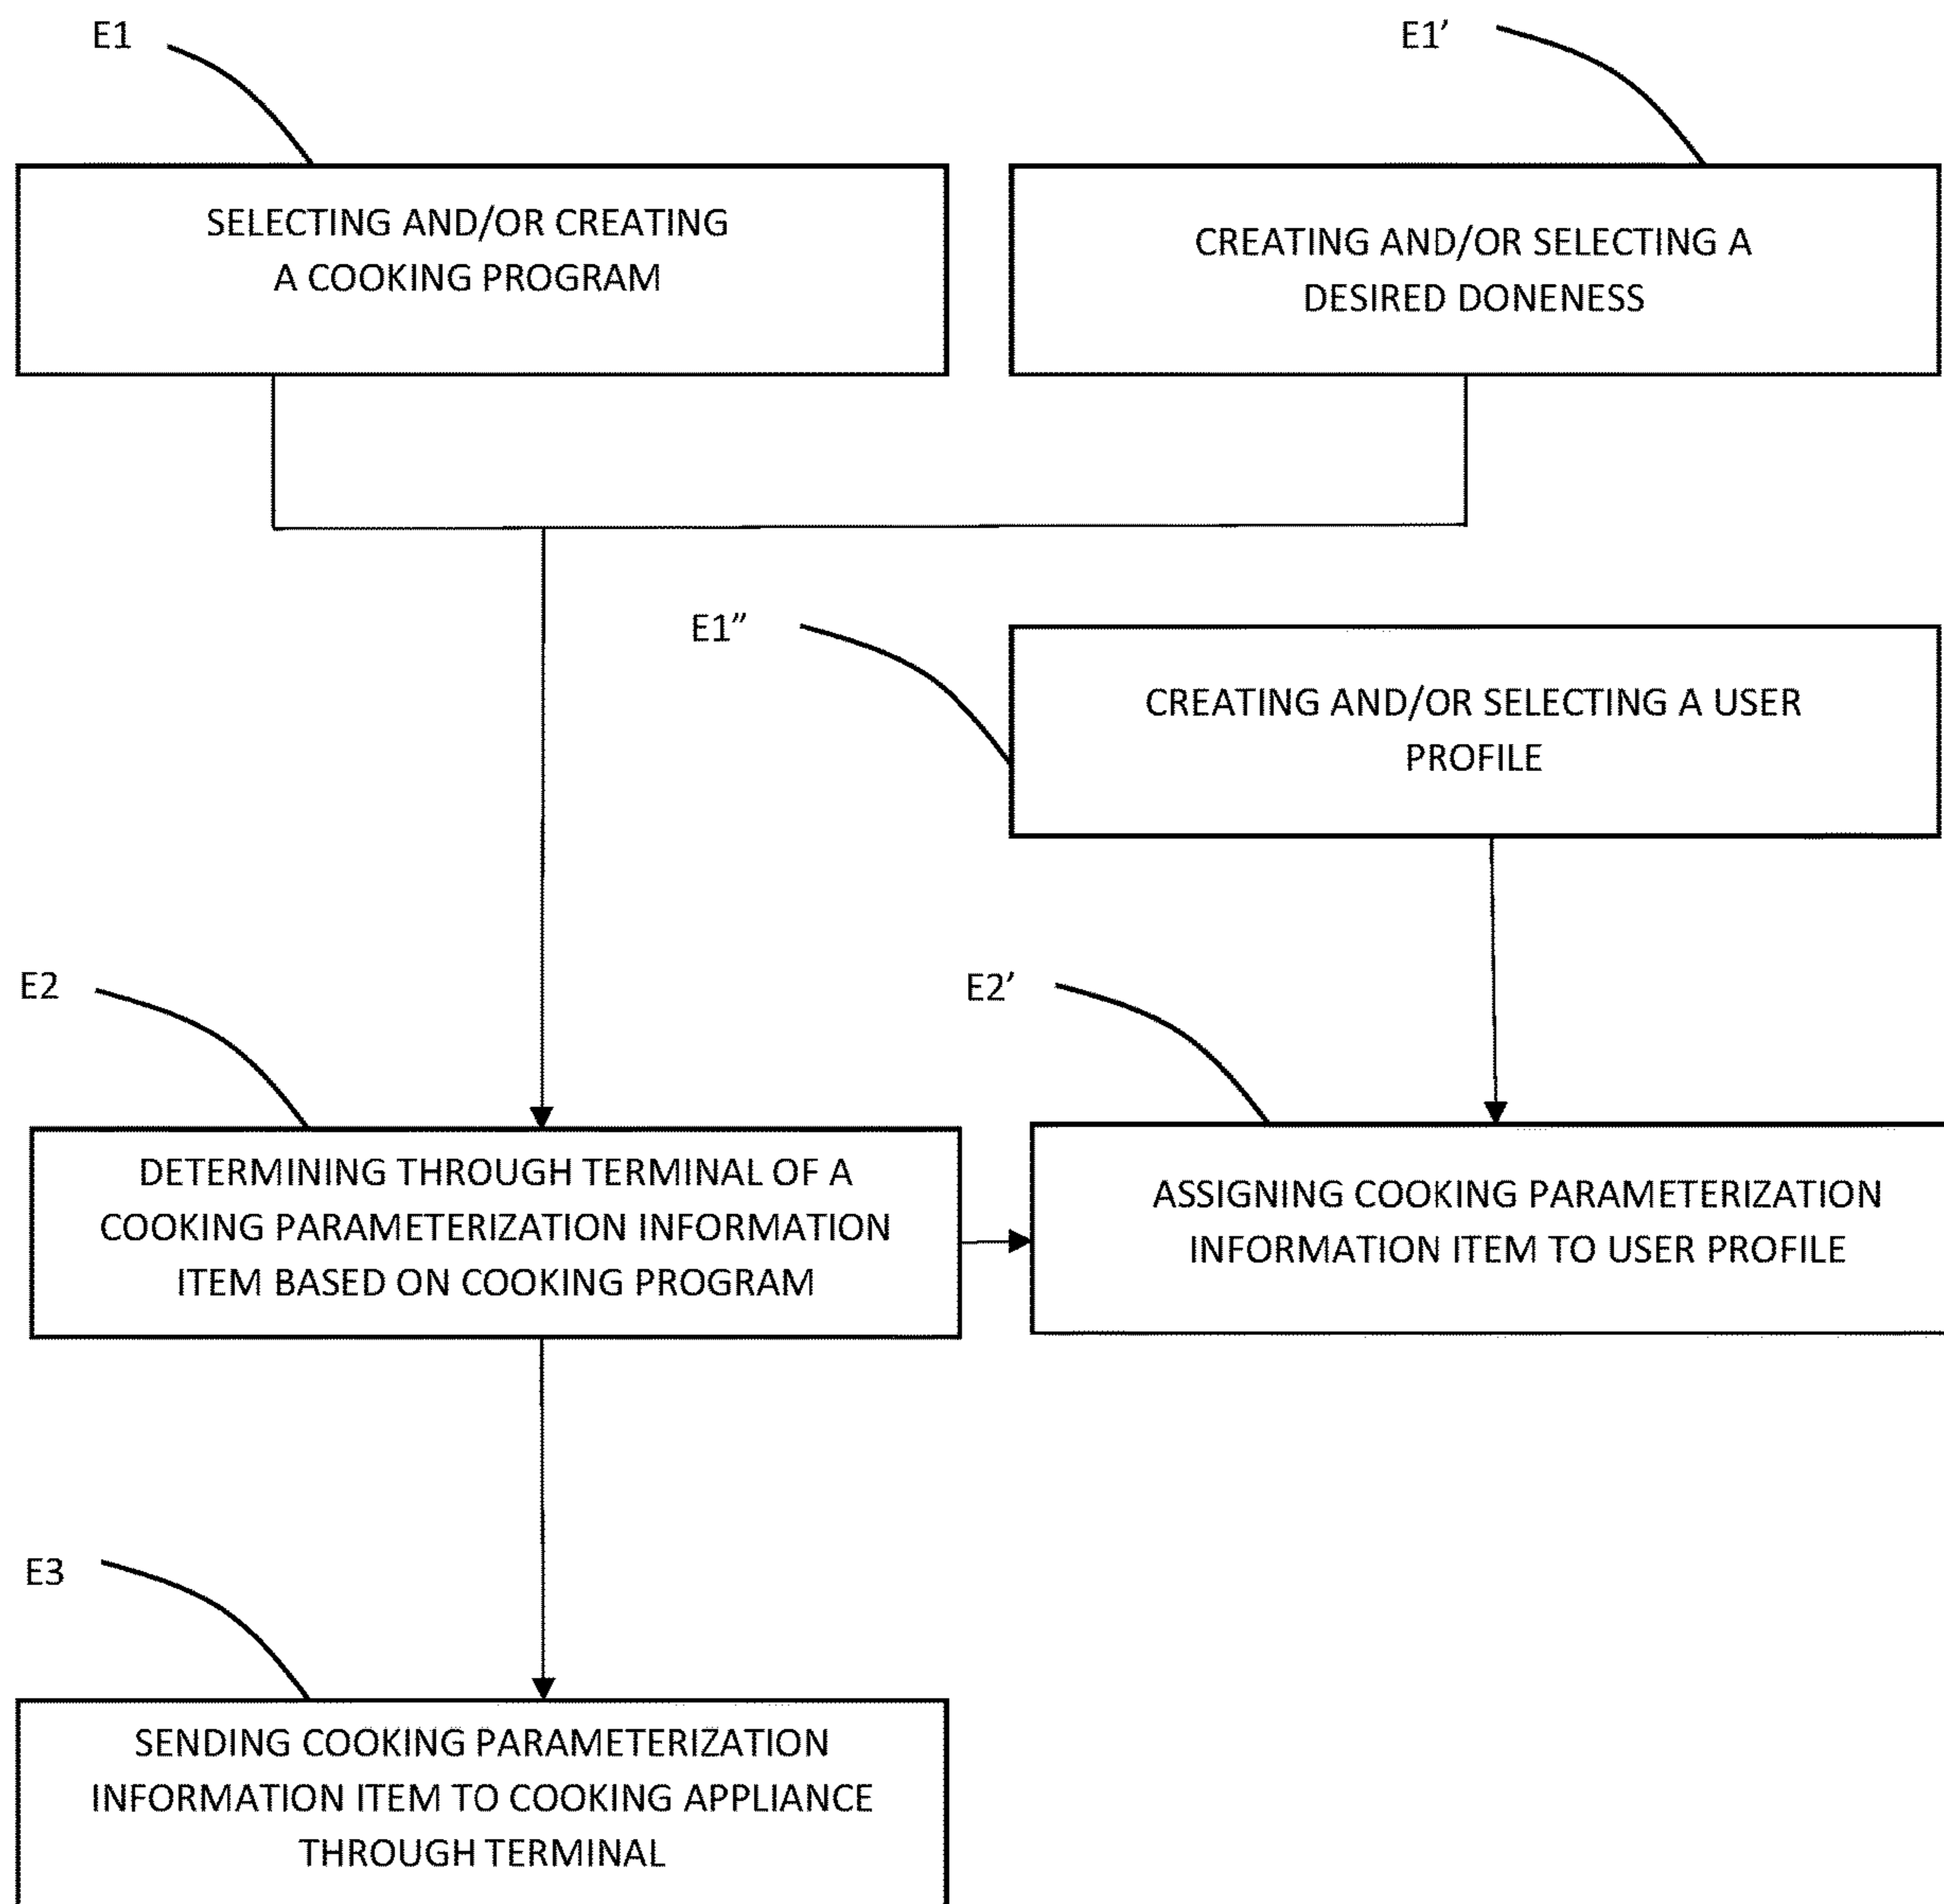 E1
E1’
SELECTING AND/OR CREATING
A COOKING PROGRAM
CREATING AND/OR SELECTING A
DESIRED DONENESS
E1”
CREATING AND/OR SELECTING A USER
PROFILE
E2
E2’
DETERMINING THROUGH TERMINAL OF A
COOKING PARAMETERIZATION INFORMATION
ITEM BASED ON COOKING PROGRAM
ASSIGNING COOKING PARAMETERIZATION
INFORMATION ITEM TO USER PROFILE
E3
SENDING COOKING PARAMETERIZATION
INFORMATION ITEM TO COOKING APPLIANCE
THROUGH TERMINAL